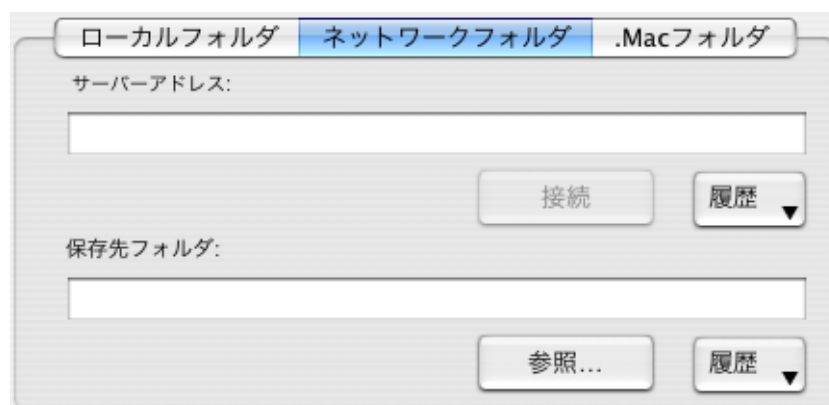 ローカルフォルダ ネットワークフォルダ .Macフォルダ
サーバーアドレス:
接続 履歴
保存先フォルダ:
参照... 履歴